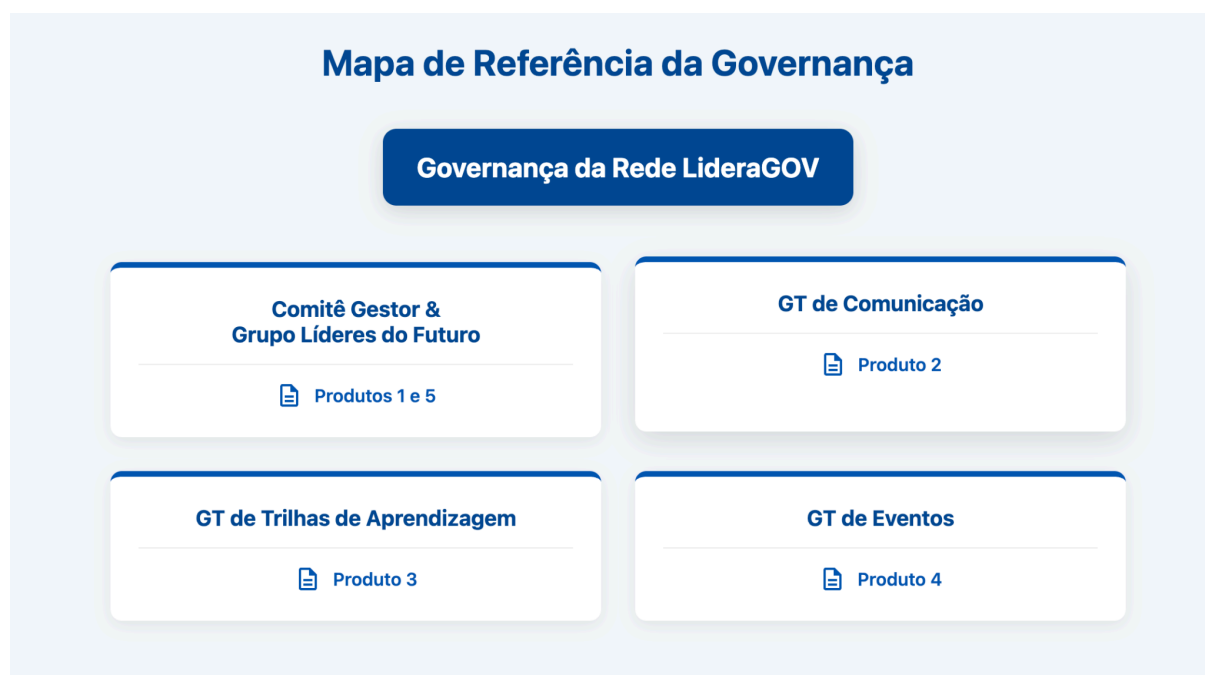 Mapa de Referência da Governança
Governança da Rede LideraGOV
Comitê Gestor &
Grupo Líderes do Futuro
Produtos 1 e 5
GT de Comunicação
Produto 2
GT de Trilhas de Aprendizagem
Produto 3
GT de Eventos
Produto 4